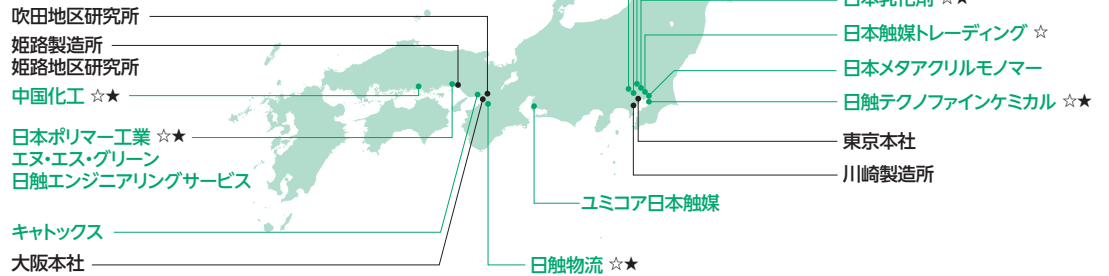 吹田地区研究所
姫路製造所
姫路地区研究所
中国化工 ☆★
日本ポリマー工業 ☆★
エヌ・エス・グリーン
日触エンジニアリングサービス
キャトックス
大阪本社
日本乳化剤 ☆★
日本触媒トレーディング ☆
日本メタアクリルモノマー
日触テクノファインケミカル ☆★
東京本社
川崎製造所
ユミコア日本触媒
日触物流 ☆★